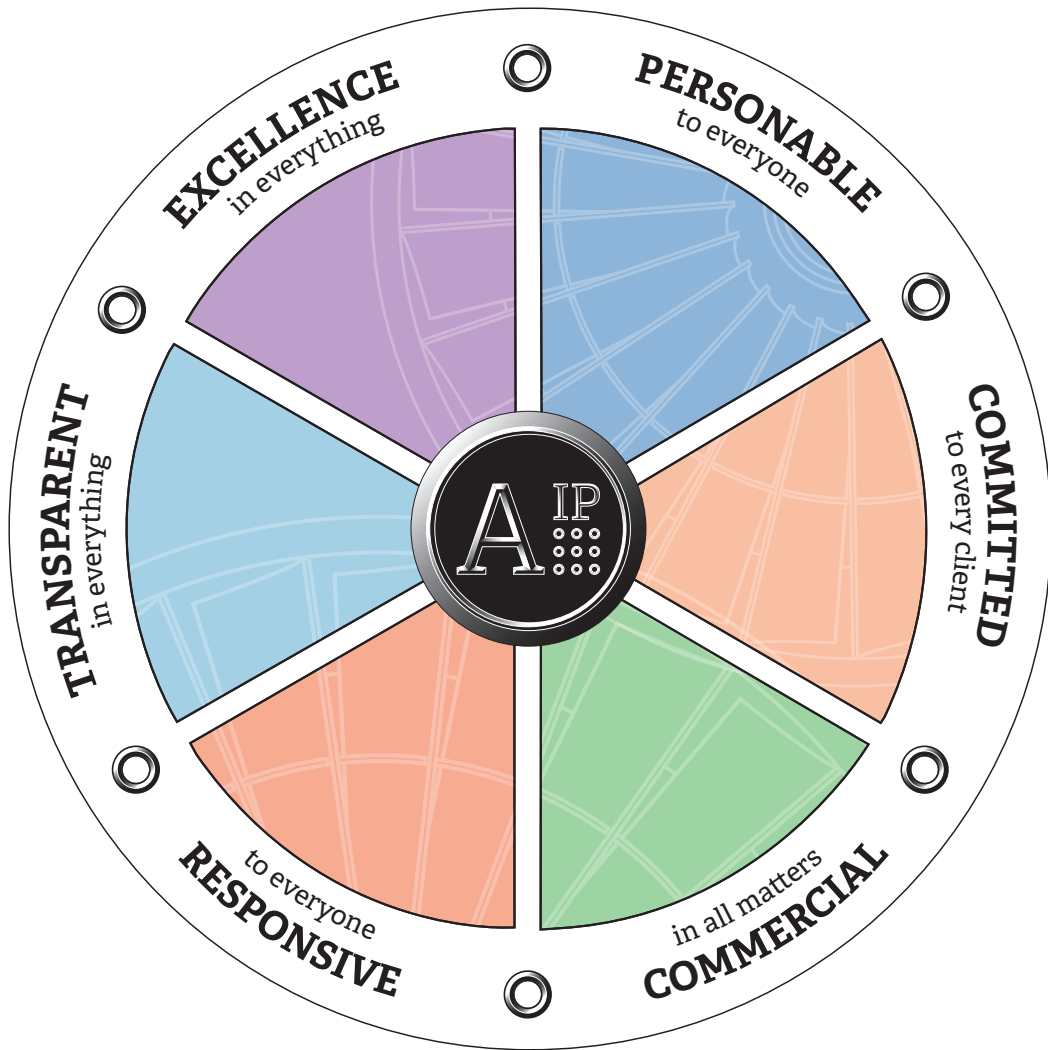 EXCELLENCE
in everything
PERSONABLE
to everyone
COMMITTED
to every client
COMMERCIAL
in all matters
RESPONSIVE
to everyone
TRANSPARENT
in everything
A IP